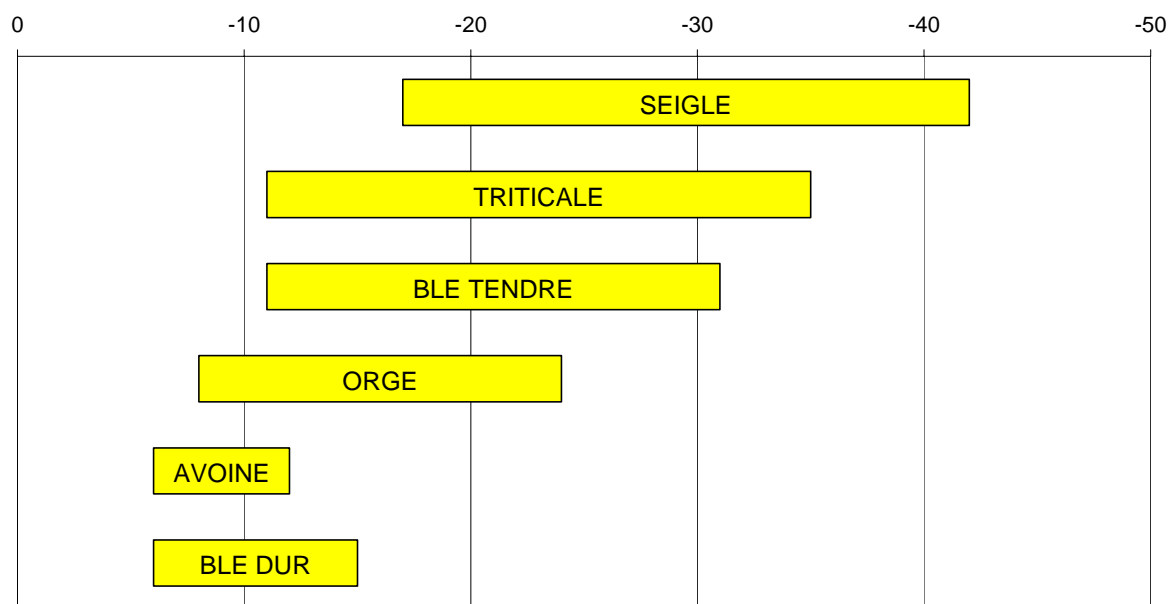 0 -10 -20 -30 -40 -50
SEIGLE
TRITICALE
BLE TENDRE
ORGE
AVOINE
BLE DUR